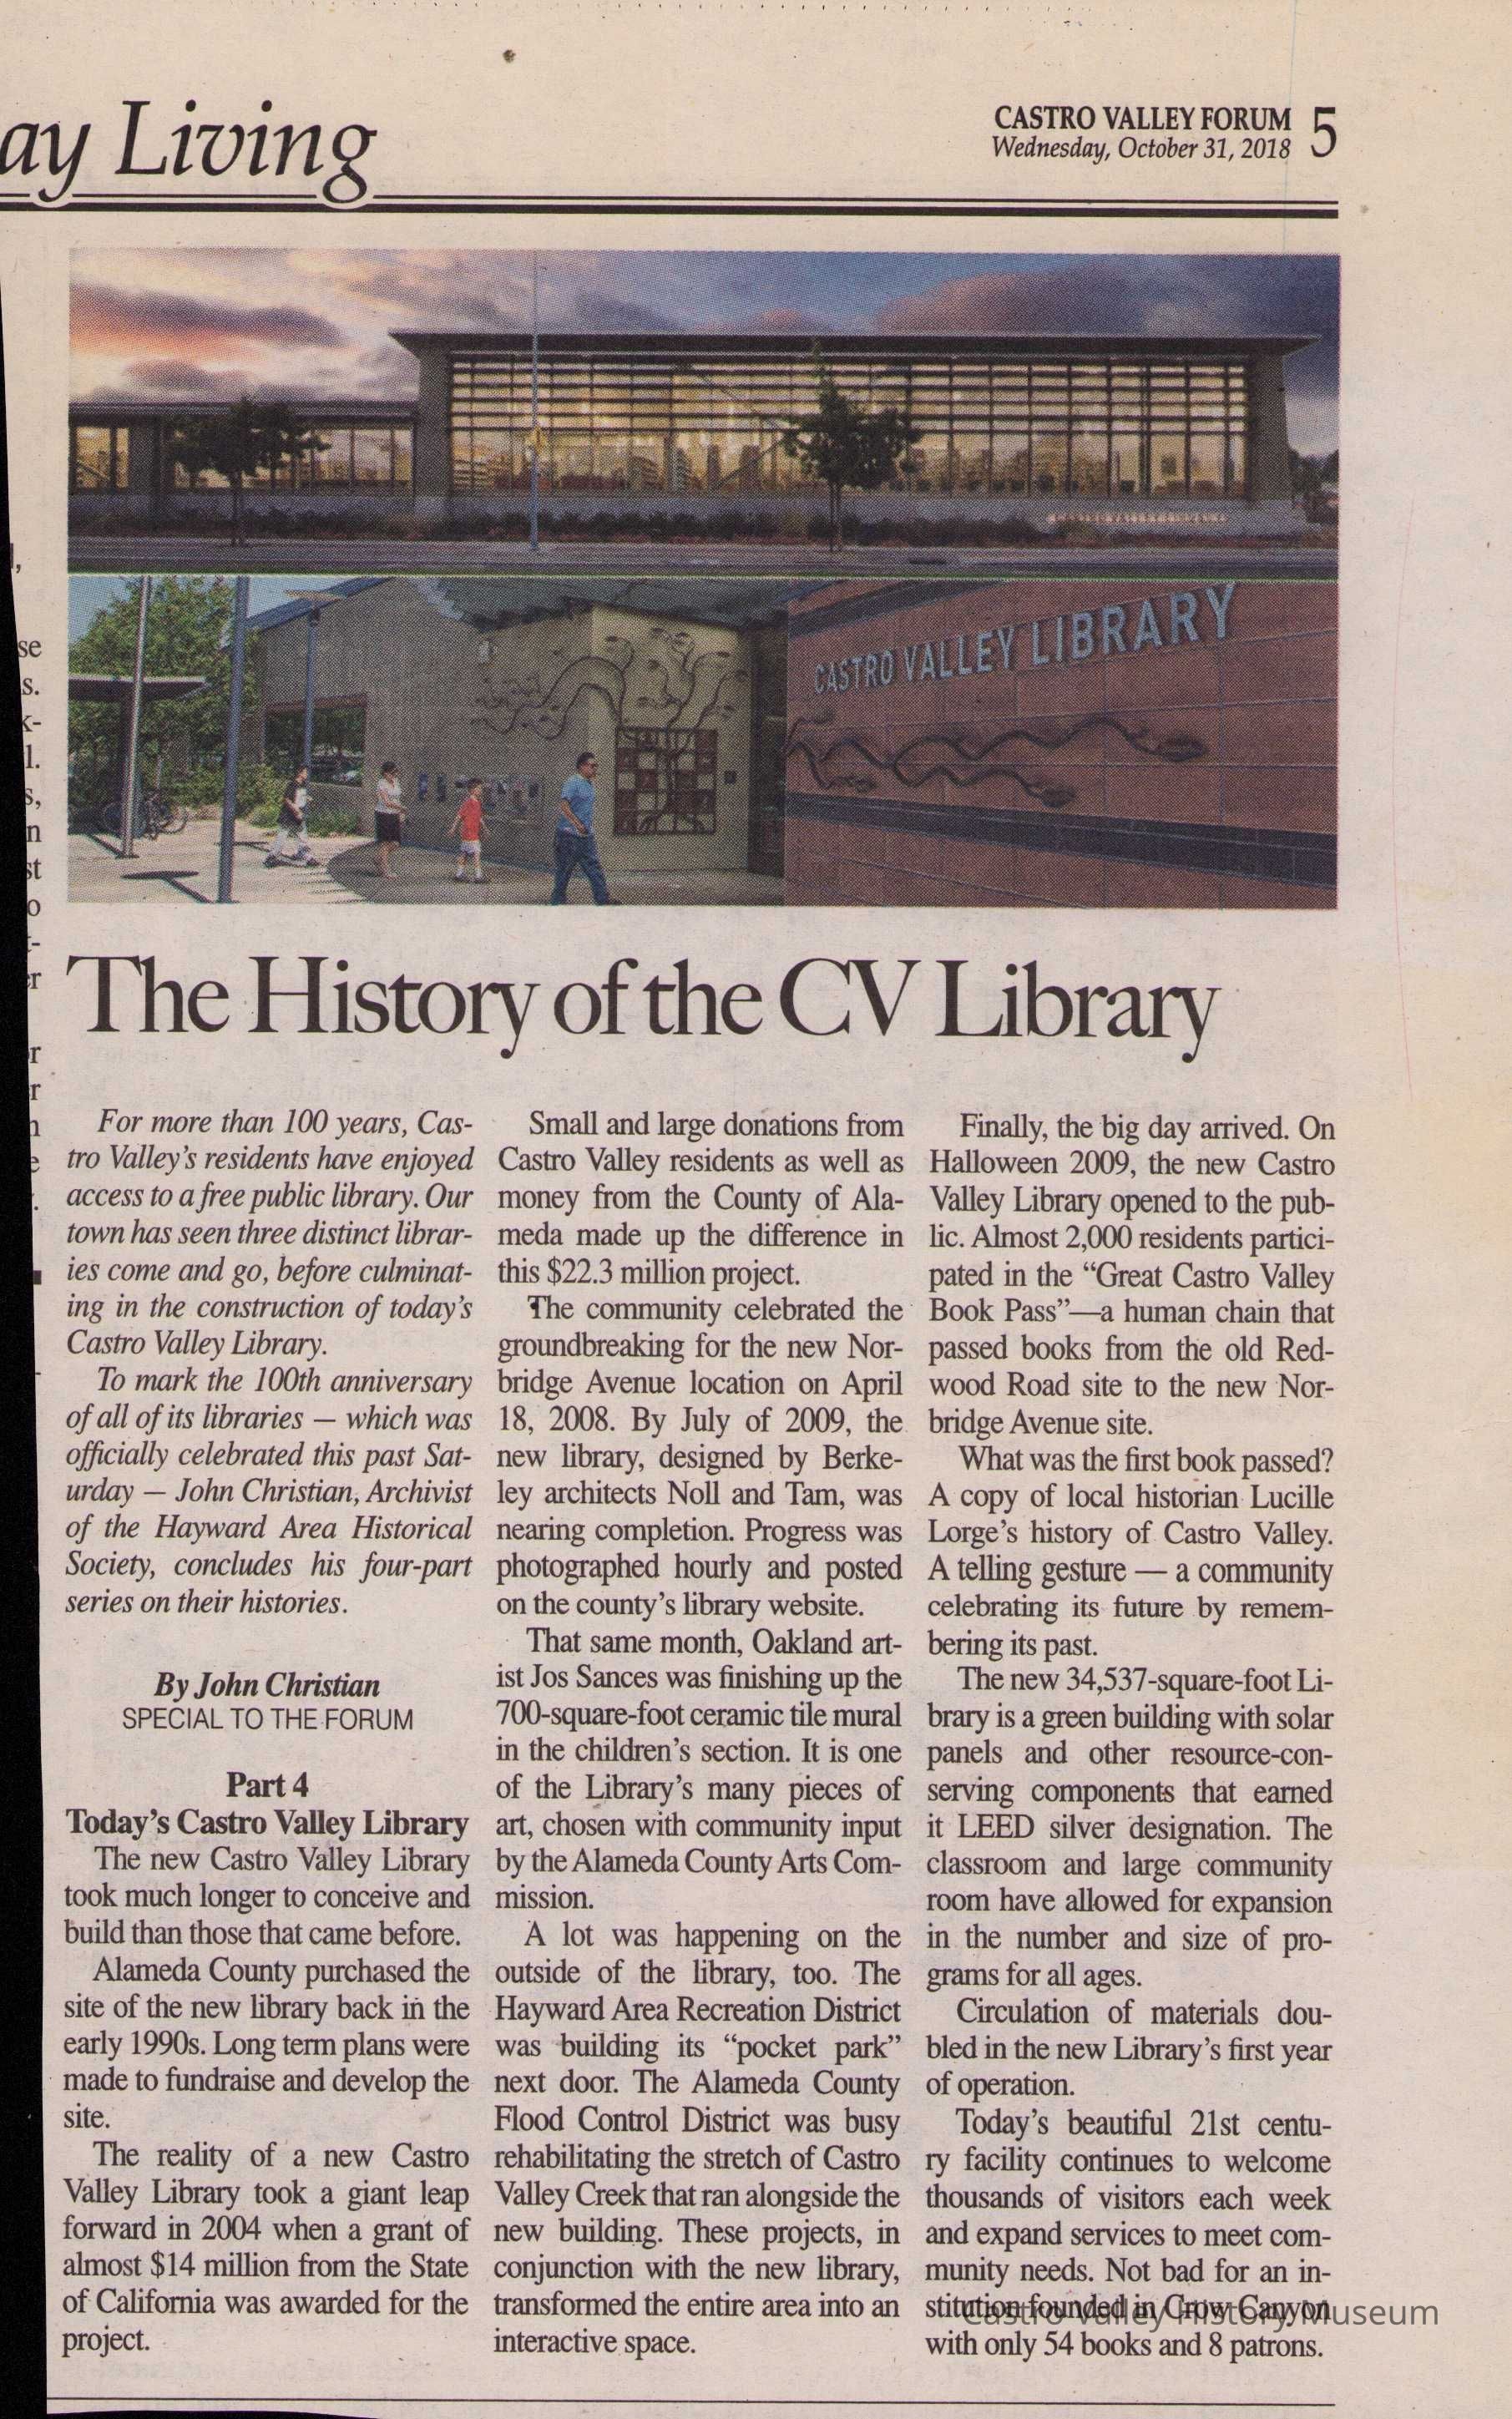 ay Living
CASTRO VALLEY FORUM 5
Wednesday, October 31, 2018
CASTRO VALLEY LIBRARY
CASTRO VALLEY LIBRARY
The History of the CV Library
For more than 100 years, Cas-
tro Valley's residents have enjoyed
access to a free public library. Our
town has seen three distinct librar-
ies come and go, before culminat-
ing in the construction of today's
Castro Valley Library.
To mark the 100th anniversary
of all of its libraries — which was
officially celebrated this past Sat-
urday — John Christian, Archivist
of the Hayward Area Historical
Society, concludes his four-part
series on their histories.
By John Christian
SPECIAL TO THE FORUM
Part 4
Today's Castro Valley Library
The new Castro Valley Library
took much longer to conceive and
build than those that came before.
Alameda County purchased the
site of the new library back in the
early 1990s. Long term plans were
made to fundraise and develop the
site.
The reality of a new Castro
Valley Library took a giant leap
forward in 2004 when a grant of
almost $14 million from the State
of California was awarded for the
project.
Small and large donations from
Castro Valley residents as well as
money from the County of Ala-
meda made up the difference in
this $22.3 million project.
The community celebrated the
groundbreaking for the new Nor-
bridge Avenue location on April
18, 2008. By July of 2009, the
new library, designed by Berke-
ley architects Noll and Tam, was
nearing completion. Progress was
photographed hourly and posted
on the county's library website.
That same month, Oakland art-
ist Jos Sances was finishing up the
700-square-foot ceramic tile mural
in the children's section. It is one
of the Library's many pieces of
art, chosen with community input
by the Alameda County Arts Com-
mission.
A lot was happening on the
outside of the library, too. The
Hayward Area Recreation District
was building its "pocket park"
next door. The Alameda County
Flood Control District was busy
rehabilitating the stretch of Castro
Valley Creek that ran alongside the
new building. These projects, in
conjunction with the new library,
transformed the entire area into an
interactive space.
Finally, the big day arrived. On
Halloween 2009, the new Castro
Valley Library opened to the pub-
lic. Almost 2,000 residents partici-
pated in the "Great Castro Valley
Book Pass"—a human chain that
passed books from the old Red-
wood Road site to the new Nor-
bridge Avenue site.
What was the first book passed?
A copy of local historian Lucille
Lorge's history of Castro Valley.
A telling gesture — a community
celebrating its future by remem-
bering its past.
The new 34,537-square-foot Li-
brary is a green building with solar
panels and other resource-con-
serving components that earned
it LEED silver designation. The
classroom and large community
room have allowed for expansion
in the number and size of pro-
grams for all ages.
Circulation of materials dou-
bled in the new Library's first year
of operation.
Today's beautiful 21st centu-
ry facility continues to welcome
thousands of visitors each week
and expand services to meet com-
munity needs. Not bad for an in-
stitution founded in Crow Canyon
with only 54 books and 8 patrons.
Castro Valley History Museum